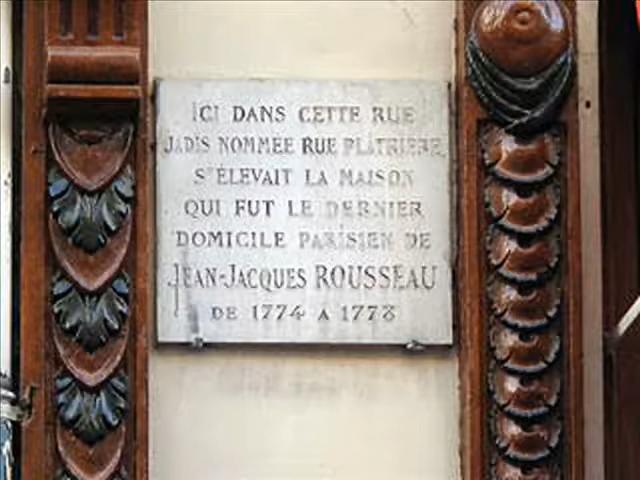 ICI DANS CETTE RUE
JADIS NOMMÉE RUE PLATRIERE
S'ÉLEVAIT LA MAISON
QUI FUT LE DERNIER
DOMICILE PARISIEN DE
JEAN-JACQUES ROUSSEAU
DE 1774 A 1778